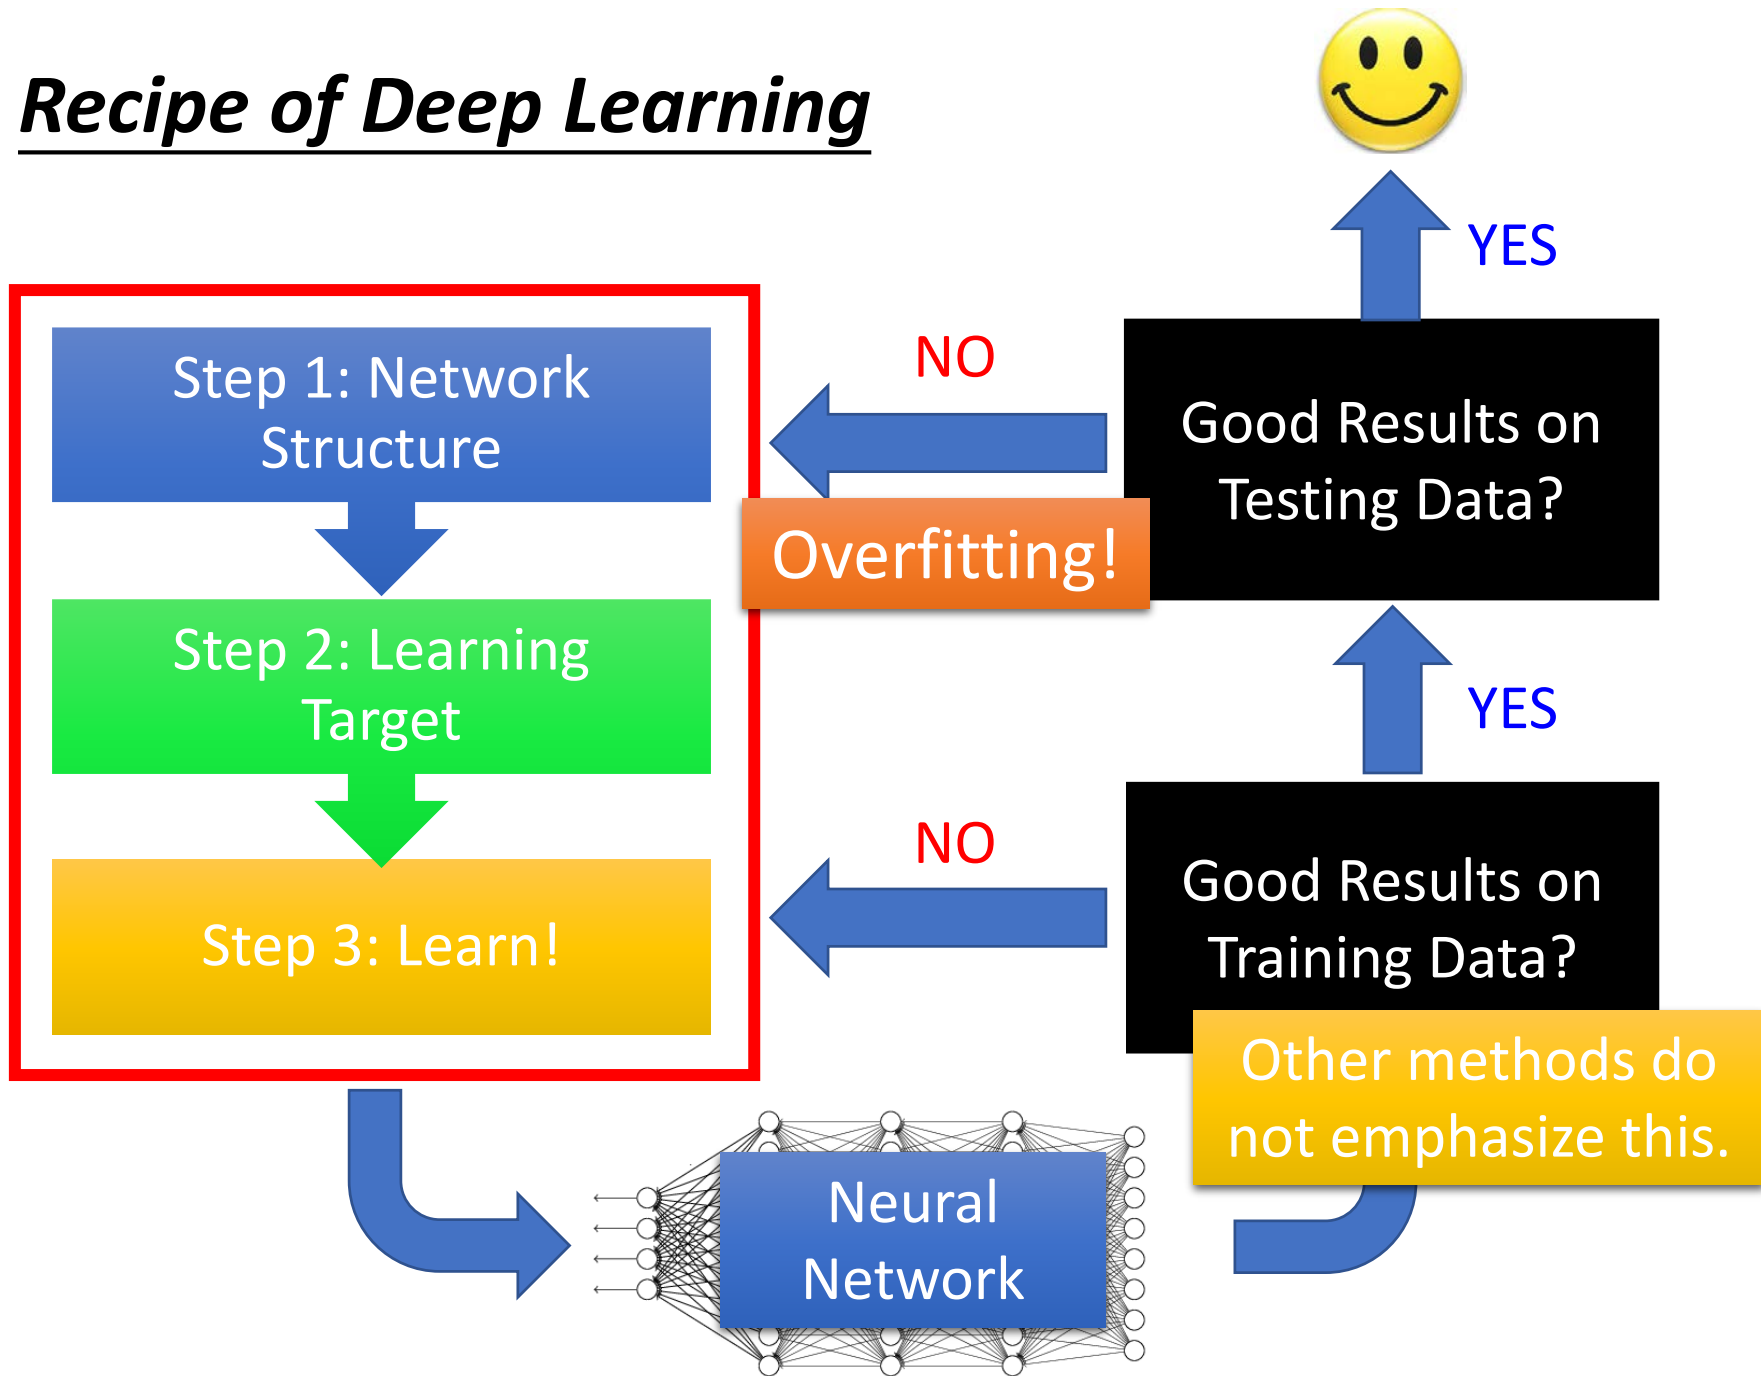 Recipe of Deep Learning
YES
Step 1: Network
Structure
NO
Good Results on
Testing Data?
Overfitting!
Step 2: Learning
Target
YES
NO
Good Results on
Training Data?
Step 3: Learn!
Other methods do
not emphasize this.
Neural
Network